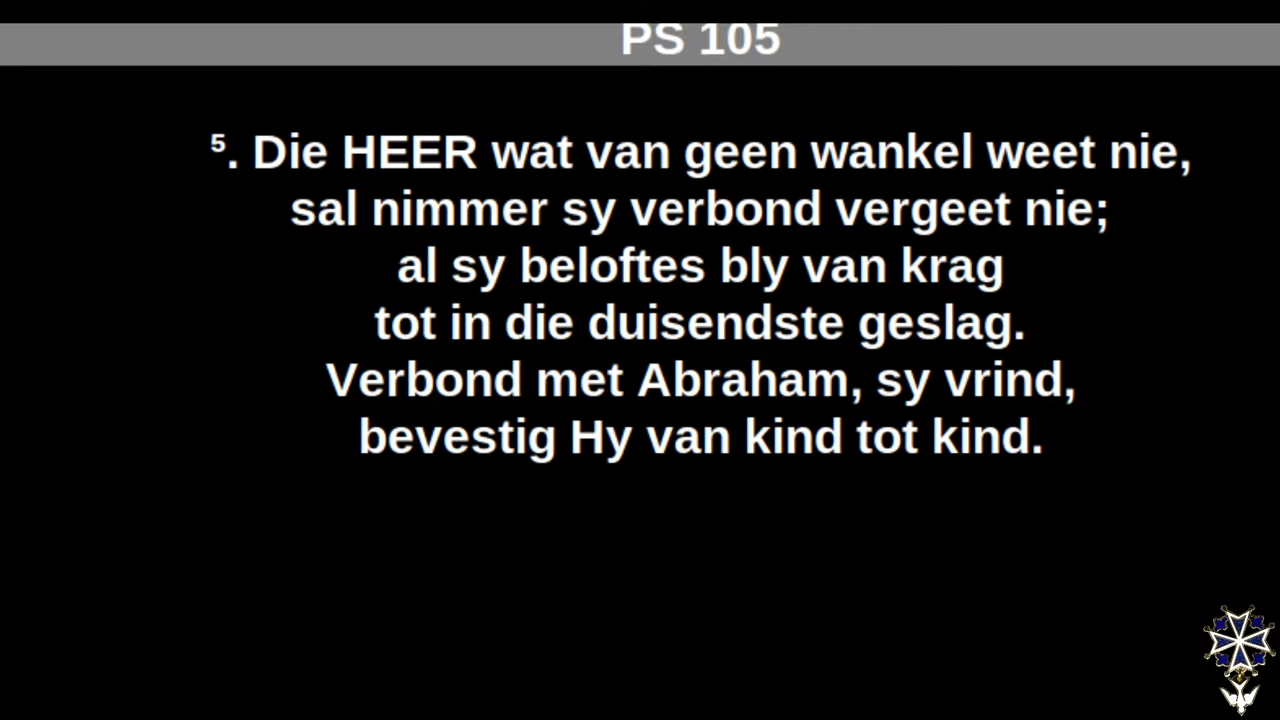 PS 105
⁵. Die HEER wat van geen wankel weet nie,
sal nimmer sy verbond vergeet nie;
al sy beloftes bly van krag
tot in die duisendste geslag.
Verbond met Abraham, sy vrind,
bevestig Hy van kind tot kind.